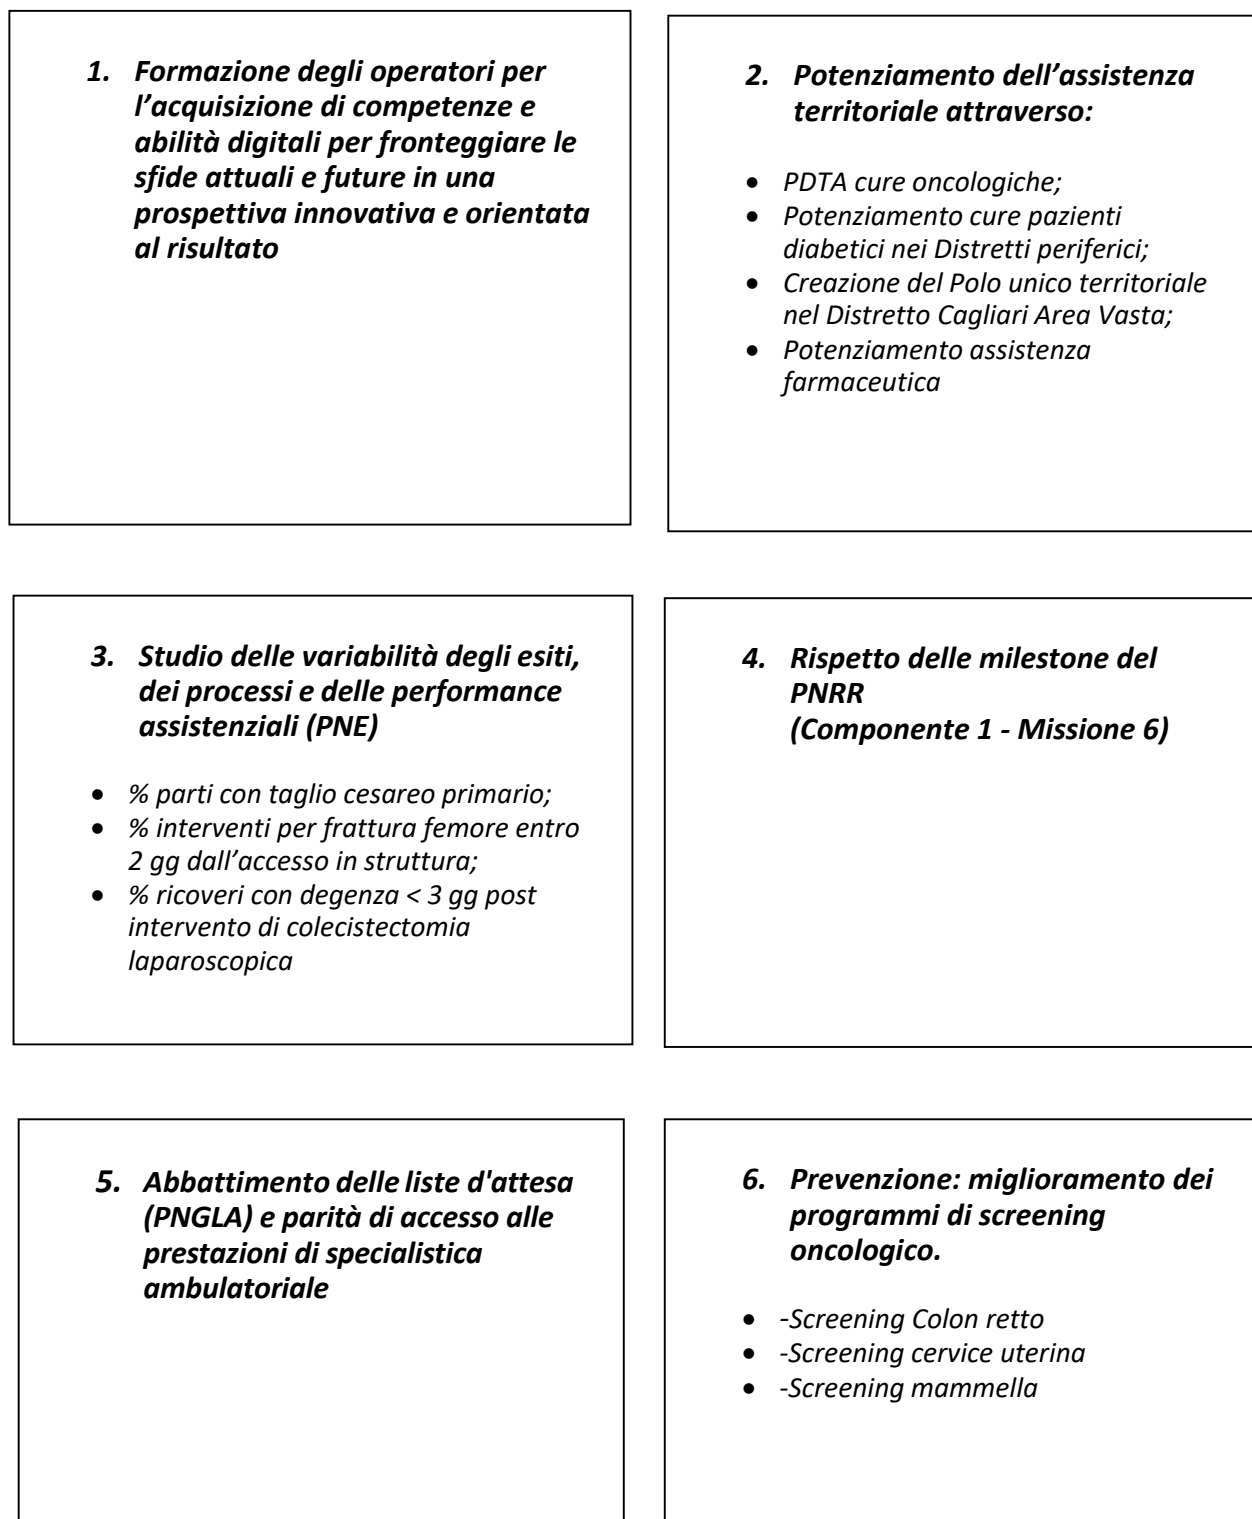 1. Formazione degli operatori per
l’acquisizione di competenze e
abilità digitali per fronteggiare le
sfide attuali e future in una
prospettiva innovativa e orientata
al risultato
2. Potenziamento dell’assistenza
territoriale attraverso:
• PDTA cure oncologiche;
• Potenziamento cure pazienti
diabetici nei Distretti periferici;
• Creazione del Polo unico territoriale
nel Distretto Cagliari Area Vasta;
• Potenziamento assistenza
farmaceutica
3. Studio delle variabilità degli esiti,
dei processi e delle performance
assistenziali (PNE)
• % parti con taglio cesareo primario;
• % interventi per frattura femore entro
2 gg dall’accesso in struttura;
• % ricoveri con degenza < 3 gg post
intervento di colecistectomia
laparoscopica
4. Rispetto delle milestone del
PNRR
(Componente 1 - Missione 6)
5. Abbattimento delle liste d'attesa
(PNGLA) e parità di accesso alle
prestazioni di specialistica
ambulatoriale
6. Prevenzione: miglioramento dei
programmi di screening
oncologico.
• -Screening Colon retto
• -Screening cervice uterina
• -Screening mammella